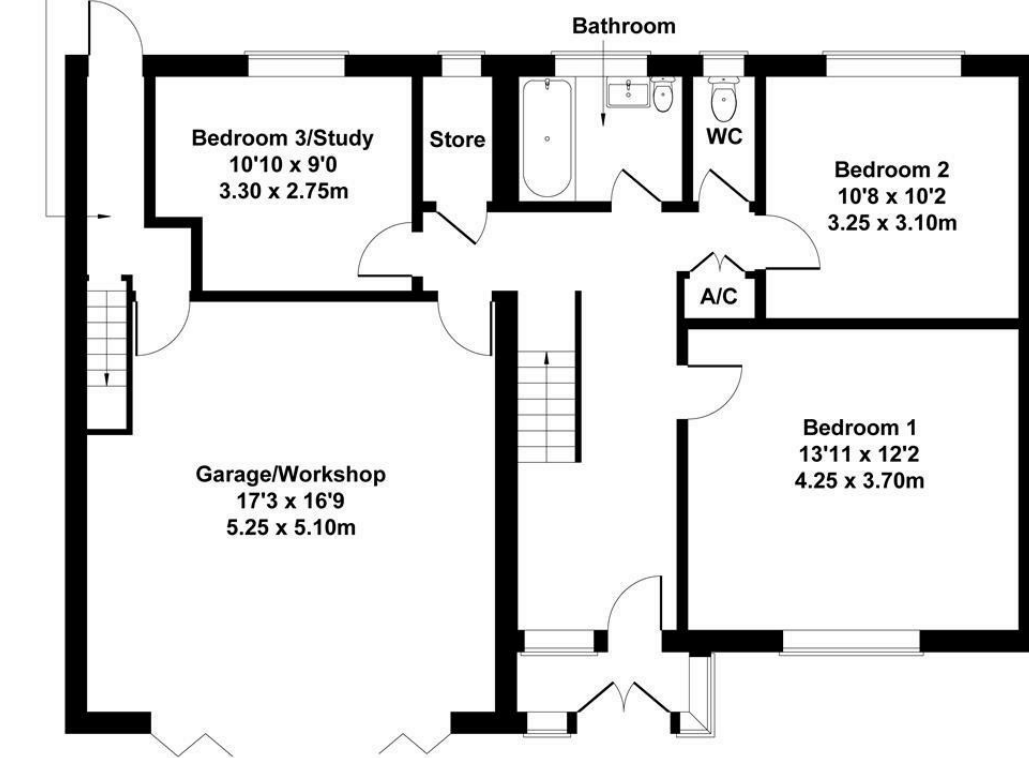 Bathroom
Bedroom 3/Study
10'10 x 9'0
3.30 x 2.75m
Store
WC
Bedroom 2
10'8 x 10'2
3.25 x 3.10m
A/C
Bedroom 1
13'11 x 12'2
4.25 x 3.70m
Garage/Workshop
17'3 x 16'9
5.25 x 5.10m